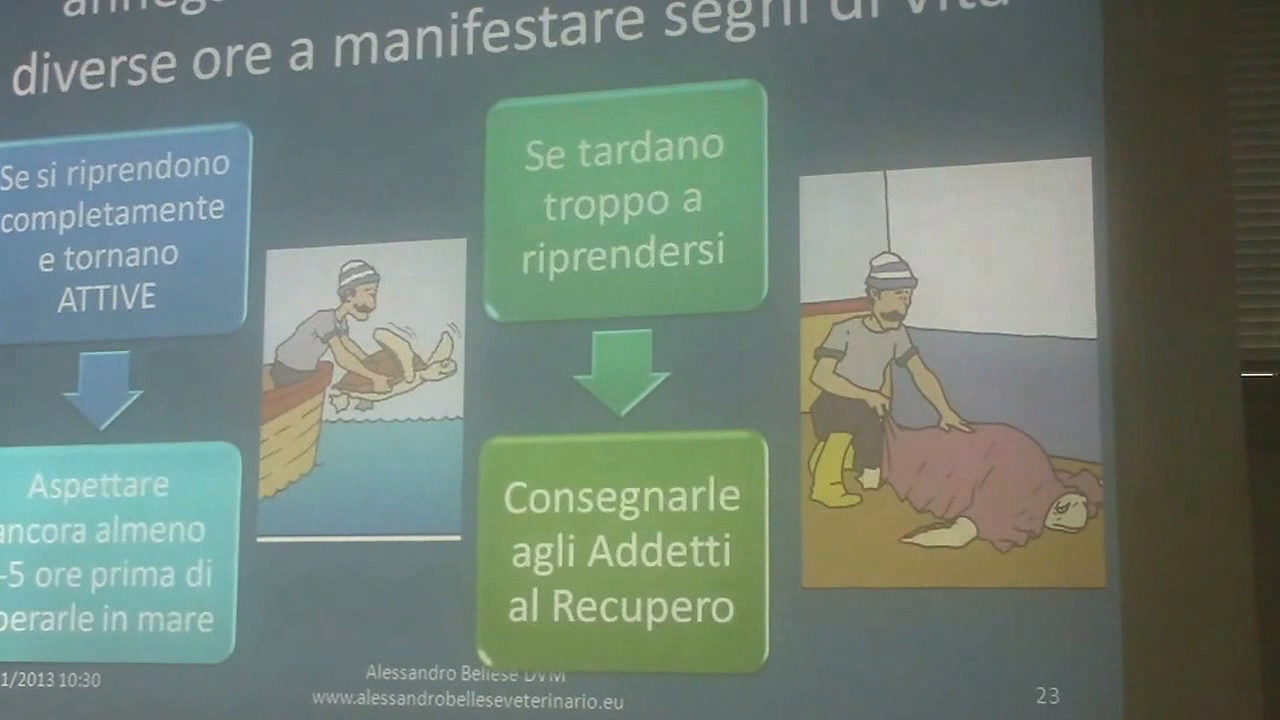 diverse ore a manifestare segni di vita
Se si riprendono
completamente
e tornano
ATTIVE
Aspettare
ancora almeno
-5 ore prima di
berarle in mare
Se tardano
troppo a
riprendersi
Consegnarle
agli Addetti
al Recupero
1/2013 10:30
Alessandro Bellese DVM
www.alessandrobelleseveterinario.eu
23